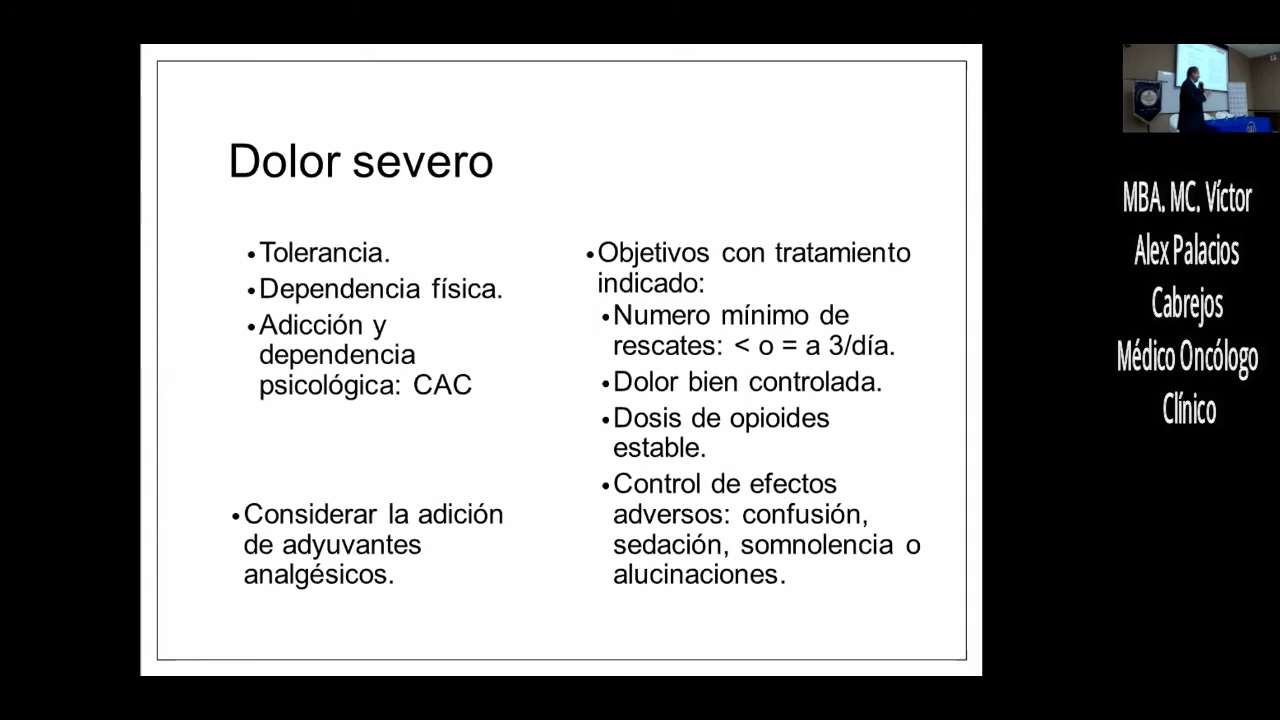 Dolor severo
•Tolerancia.
•Dependencia física.
•Adicción y
dependencia
psicológica: CAC
•Considerar la adición
de adyuvantes
analgésicos.
•Objetivos con tratamiento
indicado:
•Numero mínimo de
rescates: < o = a 3/día.
•Dolor bien controlada.
•Dosis de opioides
estable.
•Control de efectos
adversos: confusión,
sedación, somnolencia o
alucinaciones.
MBA. MC. Víctor
Alex Palacios
Cabrejos
Médico Oncólogo
Clínico